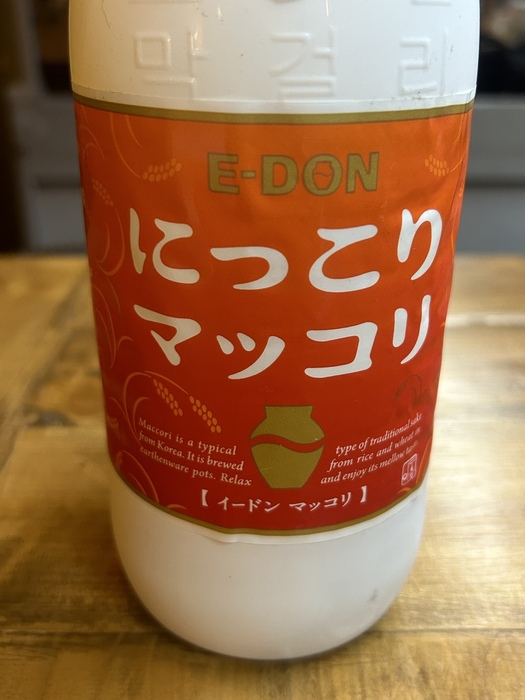 막걸리
E-DON
にっこり
マッコリ
Maccori is a typical type of traditional sake
from Korea. It is brewed from rice and wheat in
earthenware pots. Relax and enjoy its mellow taste.
【イードン マッコリ】